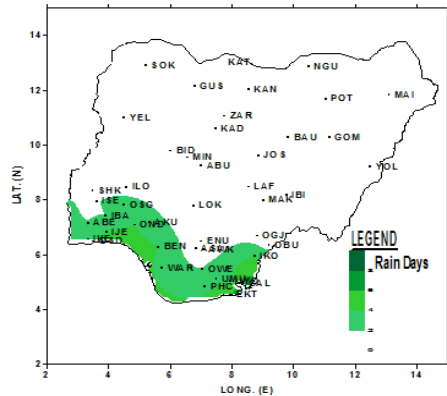 LAT.(N)
14
12
10
8
6
4
2
SOK
KAT
NGU
GUS
KAN
POT
MAI
YEL
ZAR
KAD
BAU
GOM
BID
MIN
ABU
JOS
YOL
SHK
ILO
LAF
IBI
ISE
OSG
LOK
MAK
IBA
ABE
OND
AKU
IJE
BEN
ENU
OGJ
OBU
IKO
WAR
OWE
UMU
PHC
EKT
LEGEND
Rain Days
4
2
0
4
6
8
10
12
14
LONG. (E)